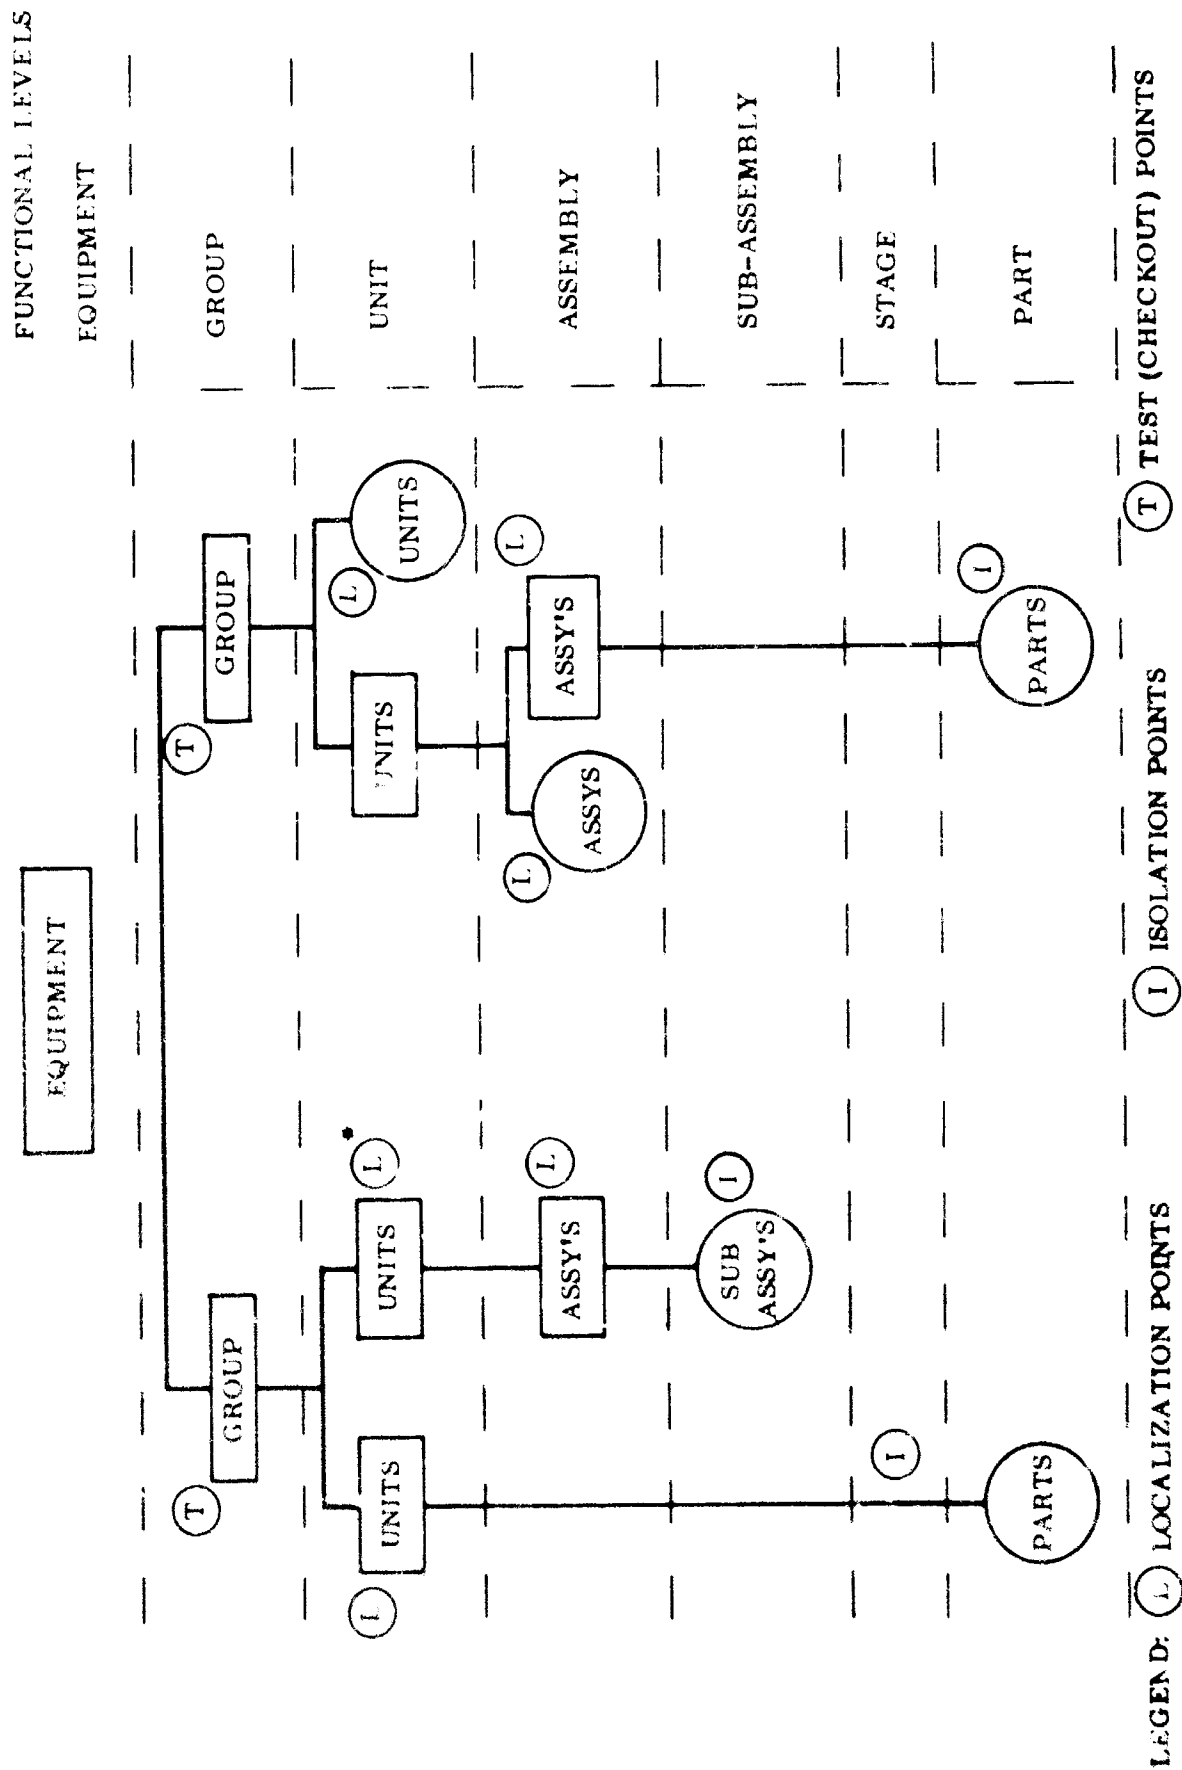 FUNCTIONAL LEVELS
EQUIPMENT
EQUIPMENT
GROUP
GROUP
GROUP
T
T
UNITS
UNITS
UNITS
UNITS
UNIT
L
L
L
ASSY'S
ASSYS
ASSY'S
ASSEMBLY
L
L
L
SUB
ASSY'S
SUB-ASSEMBLY
I
I
STAGE
PARTS
PARTS
PART
I
LEGEND: L LOCALIZATION POINTS
I ISOLATION POINTS
T TEST (CHECKOUT) POINTS